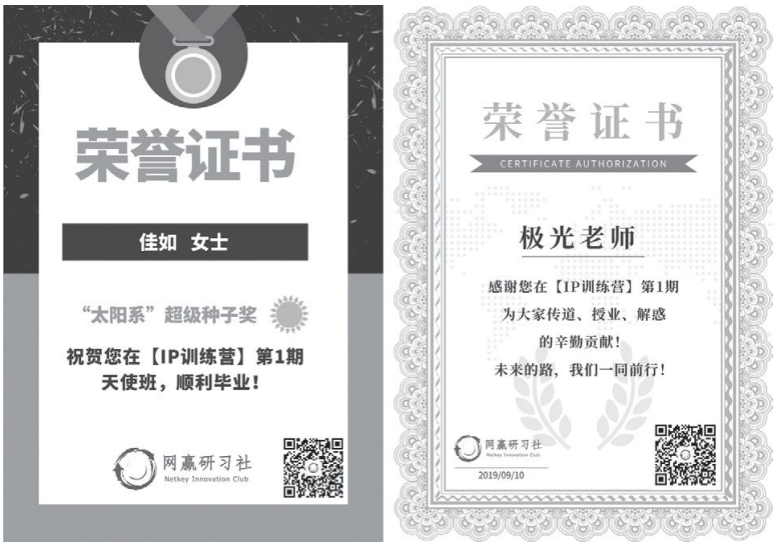 荣誉证书
佳如 女士
“太阳系”超级种子奖
祝贺您在【IP训练营】第1期
天使班，顺利毕业！
网赢研习社
Netkey Innovation Club
荣誉证书
CERTIFICATE AUTHORIZATION
极光老师
感谢您在【IP训练营】第1期
为大家传道、授业、解惑
的辛勤贡献！
未来的路，我们一同前行！
网赢研习社
Netkey Innovation Club
2019/09/10